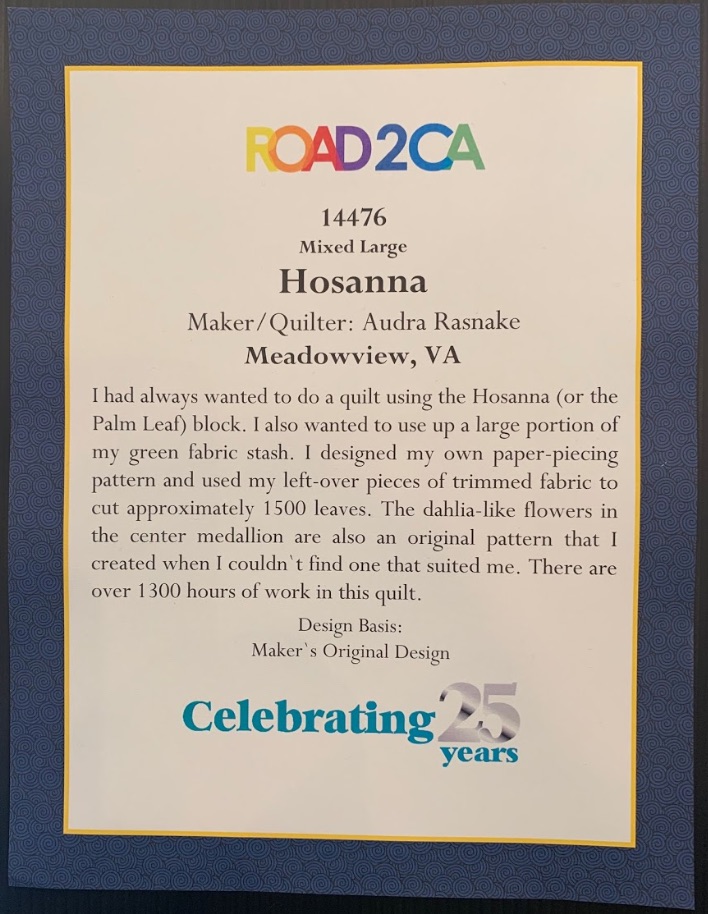 ROAD2CA
14476
Mixed Large
Hosanna
Maker/Quilter: Audra Rasnake
Meadowview, VA
I had always wanted to do a quilt using the Hosanna (or the
Palm Leaf) block. I also wanted to use up a large portion of
my green fabric stash. I designed my own paper-piecing
pattern and used my left-over pieces of trimmed fabric to
cut approximately 1500 leaves. The dahlia-like flowers in
the center medallion are also an original pattern that I
created when I couldn`t find one that suited me. There are
over 1300 hours of work in this quilt.
Design Basis:
Maker`s Original Design
Celebrating 25
years